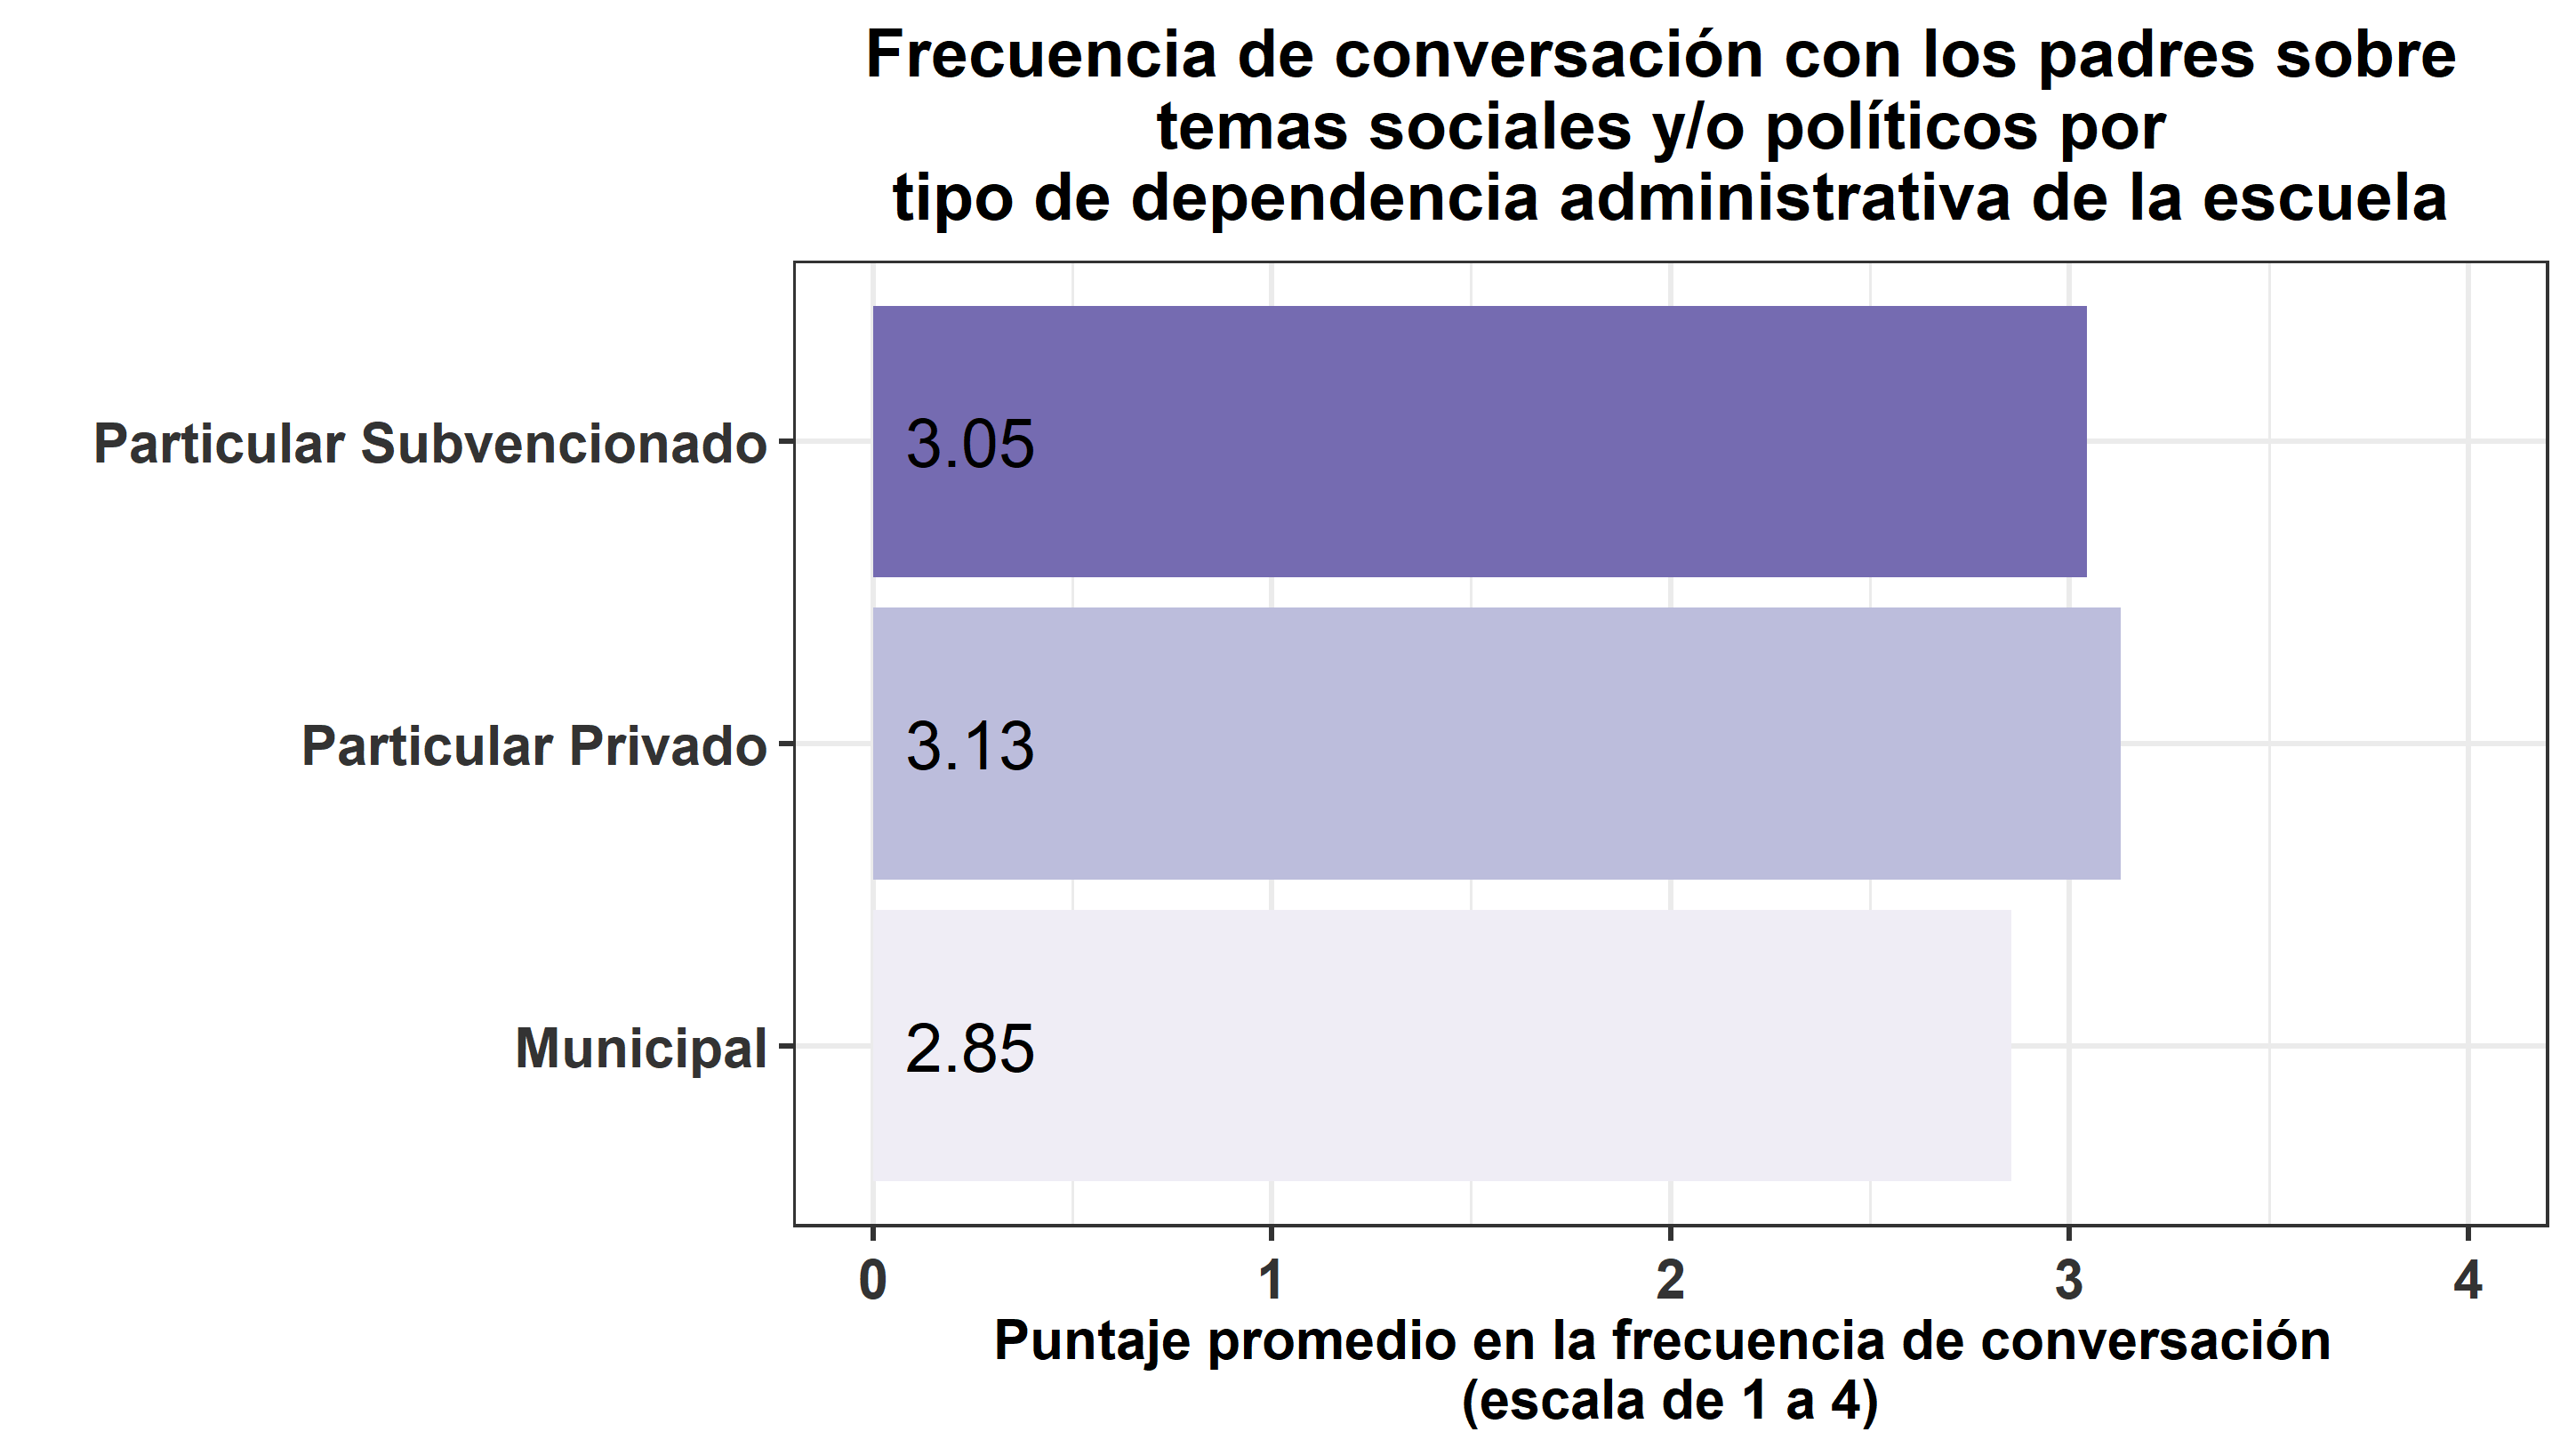 Frecuencia de conversación con los padres sobre
temas sociales y/o políticos por
tipo de dependencia administrativa de la escuela
Particular Subvencionado
3.05
Particular Privado
3.13
Municipal
2.85
0 1 2 3 4
Puntaje promedio en la frecuencia de conversación
(escala de 1 a 4)